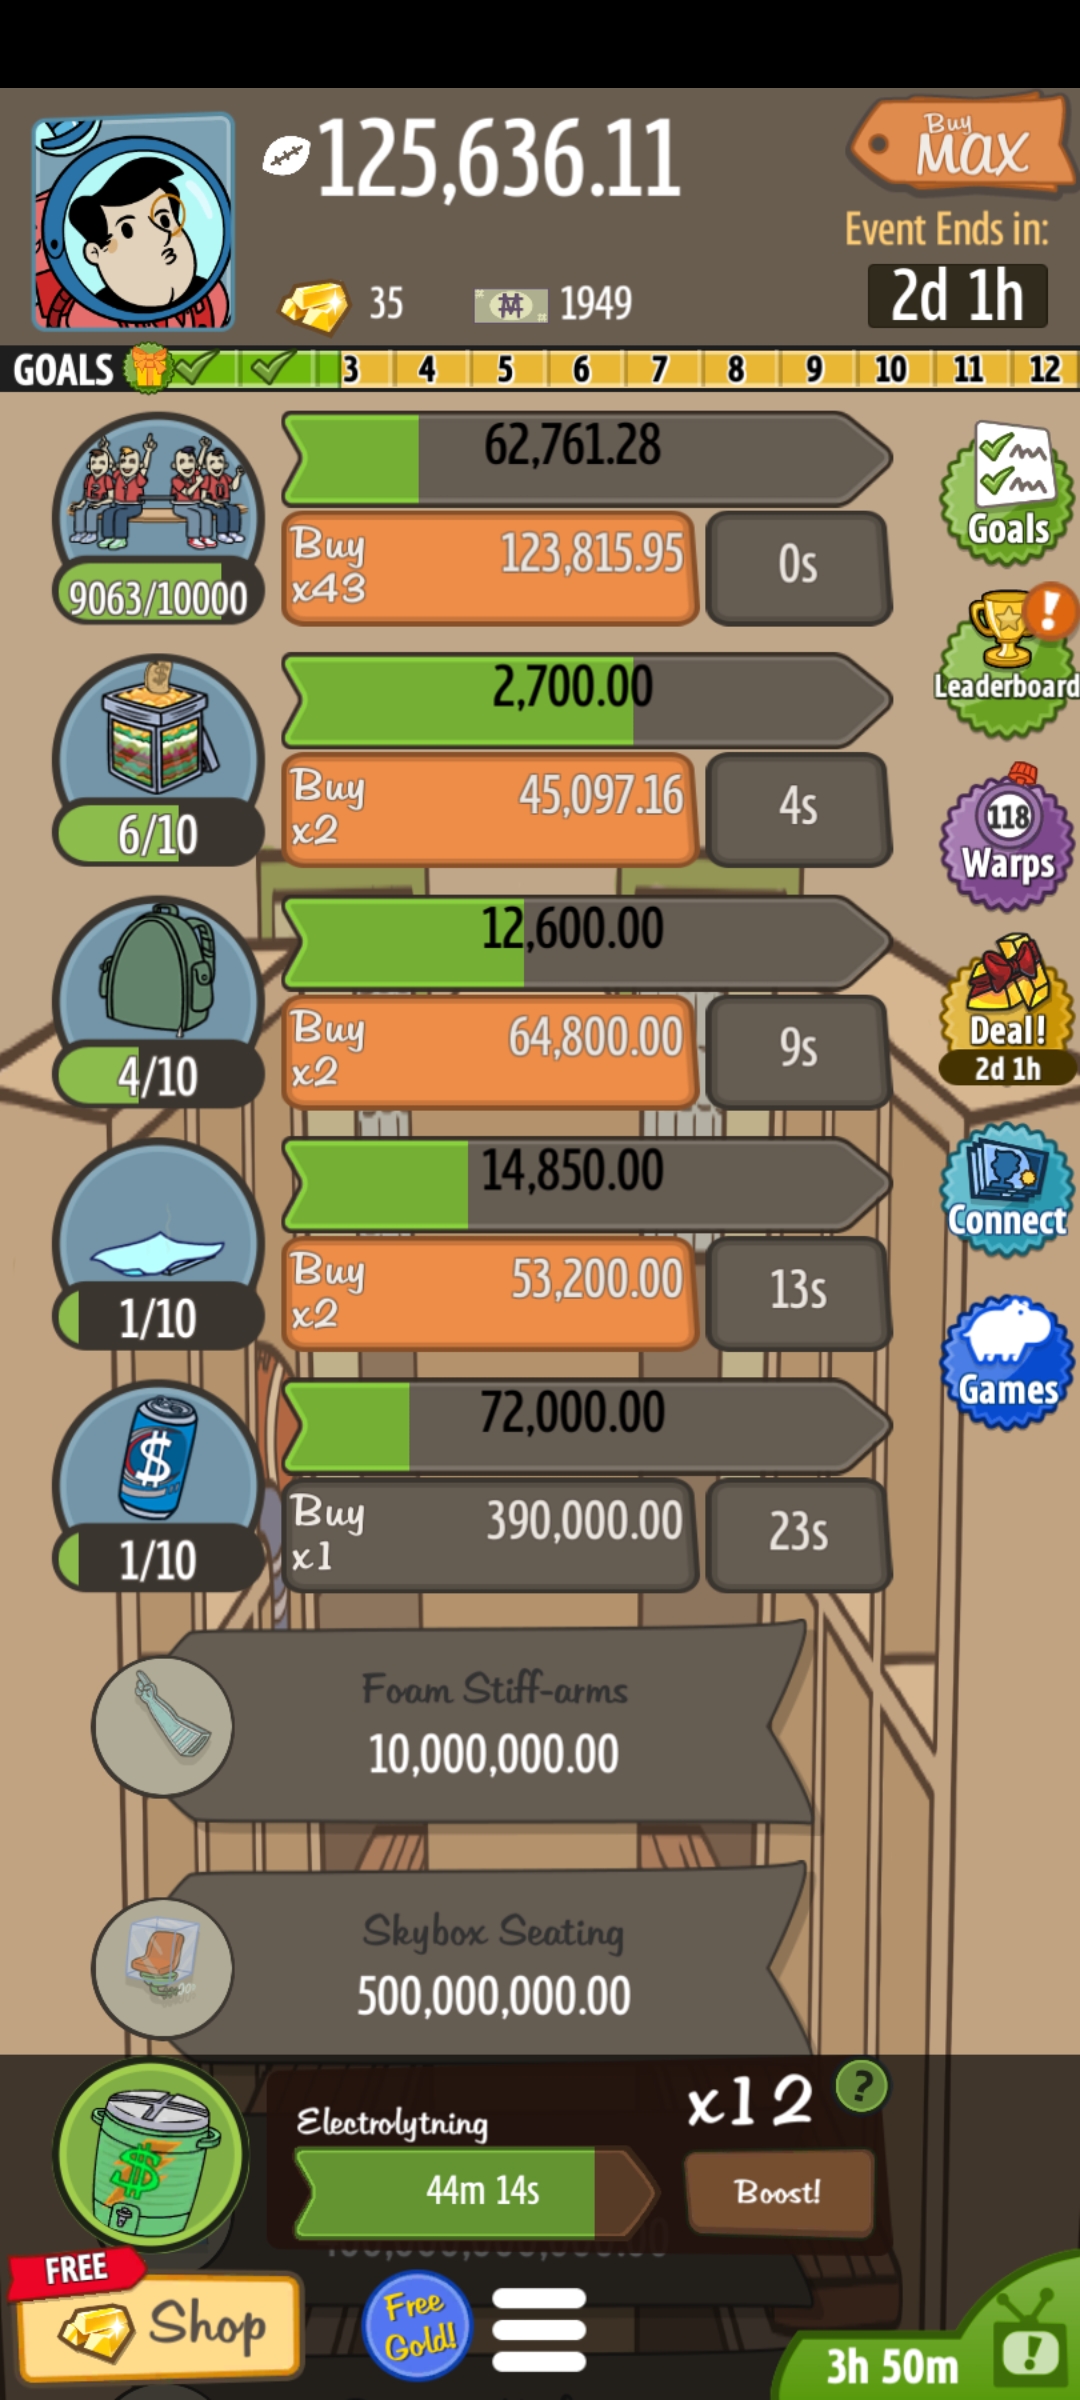 125,636.11
Buy
MAX
Event Ends in:
2d 1h
35
1949
GOALS 3 4 5 6 7 8 9 10 11 12
62,761.28
Buy
x43
123,815.95
0s
9063/10000
Goals
2,700.00
Buy
x2
45,097.16
4s
6/10
!
Leaderboard
12,600.00
Buy
x2
64,800.00
9s
4/10
118
Warps
Deal!
2d 1h
14,850.00
Buy
x2
53,200.00
13s
1/10
Connect
72,000.00
Buy
x1
390,000.00
23s
$
1/10
Games
Foam Stiff-arms
10,000,000.00
Skybox Seating
500,000,000.00
$
Electrolytning
44m 14s
x12
?
Boost!
FREE
Shop
Free
Gold!
3h 50m
!